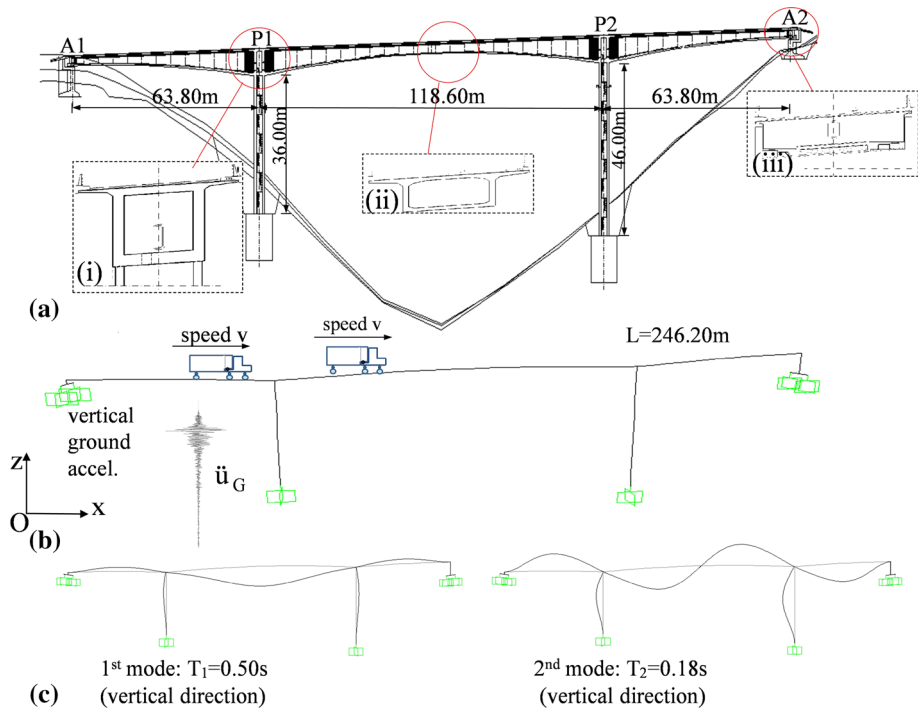 A1
P1
P2
A2
63.80m
118.60m
63.80m
36.00m
46.00m
(i)
(ii)
(iii)
(a)
speed v
speed v
L=246.20m
vertical
ground
accel.
üG
z
O
x
(b)
1st mode: T1=0.50s
(vertical direction)
2nd mode: T2=0.18s
(vertical direction)
(c)